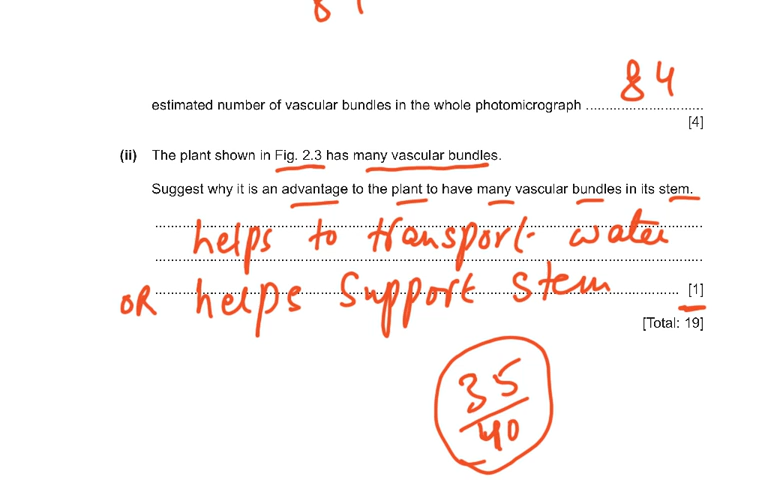 84
estimated number of vascular bundles in the whole photomicrograph ............................... 84
[4]
(ii) The plant shown in Fig. 2.3 has many vascular bundles.
Suggest why it is an advantage to the plant to have many vascular bundles in its stem.
helps to transport water
OR helps support stem [1]
[Total: 19]
35
40